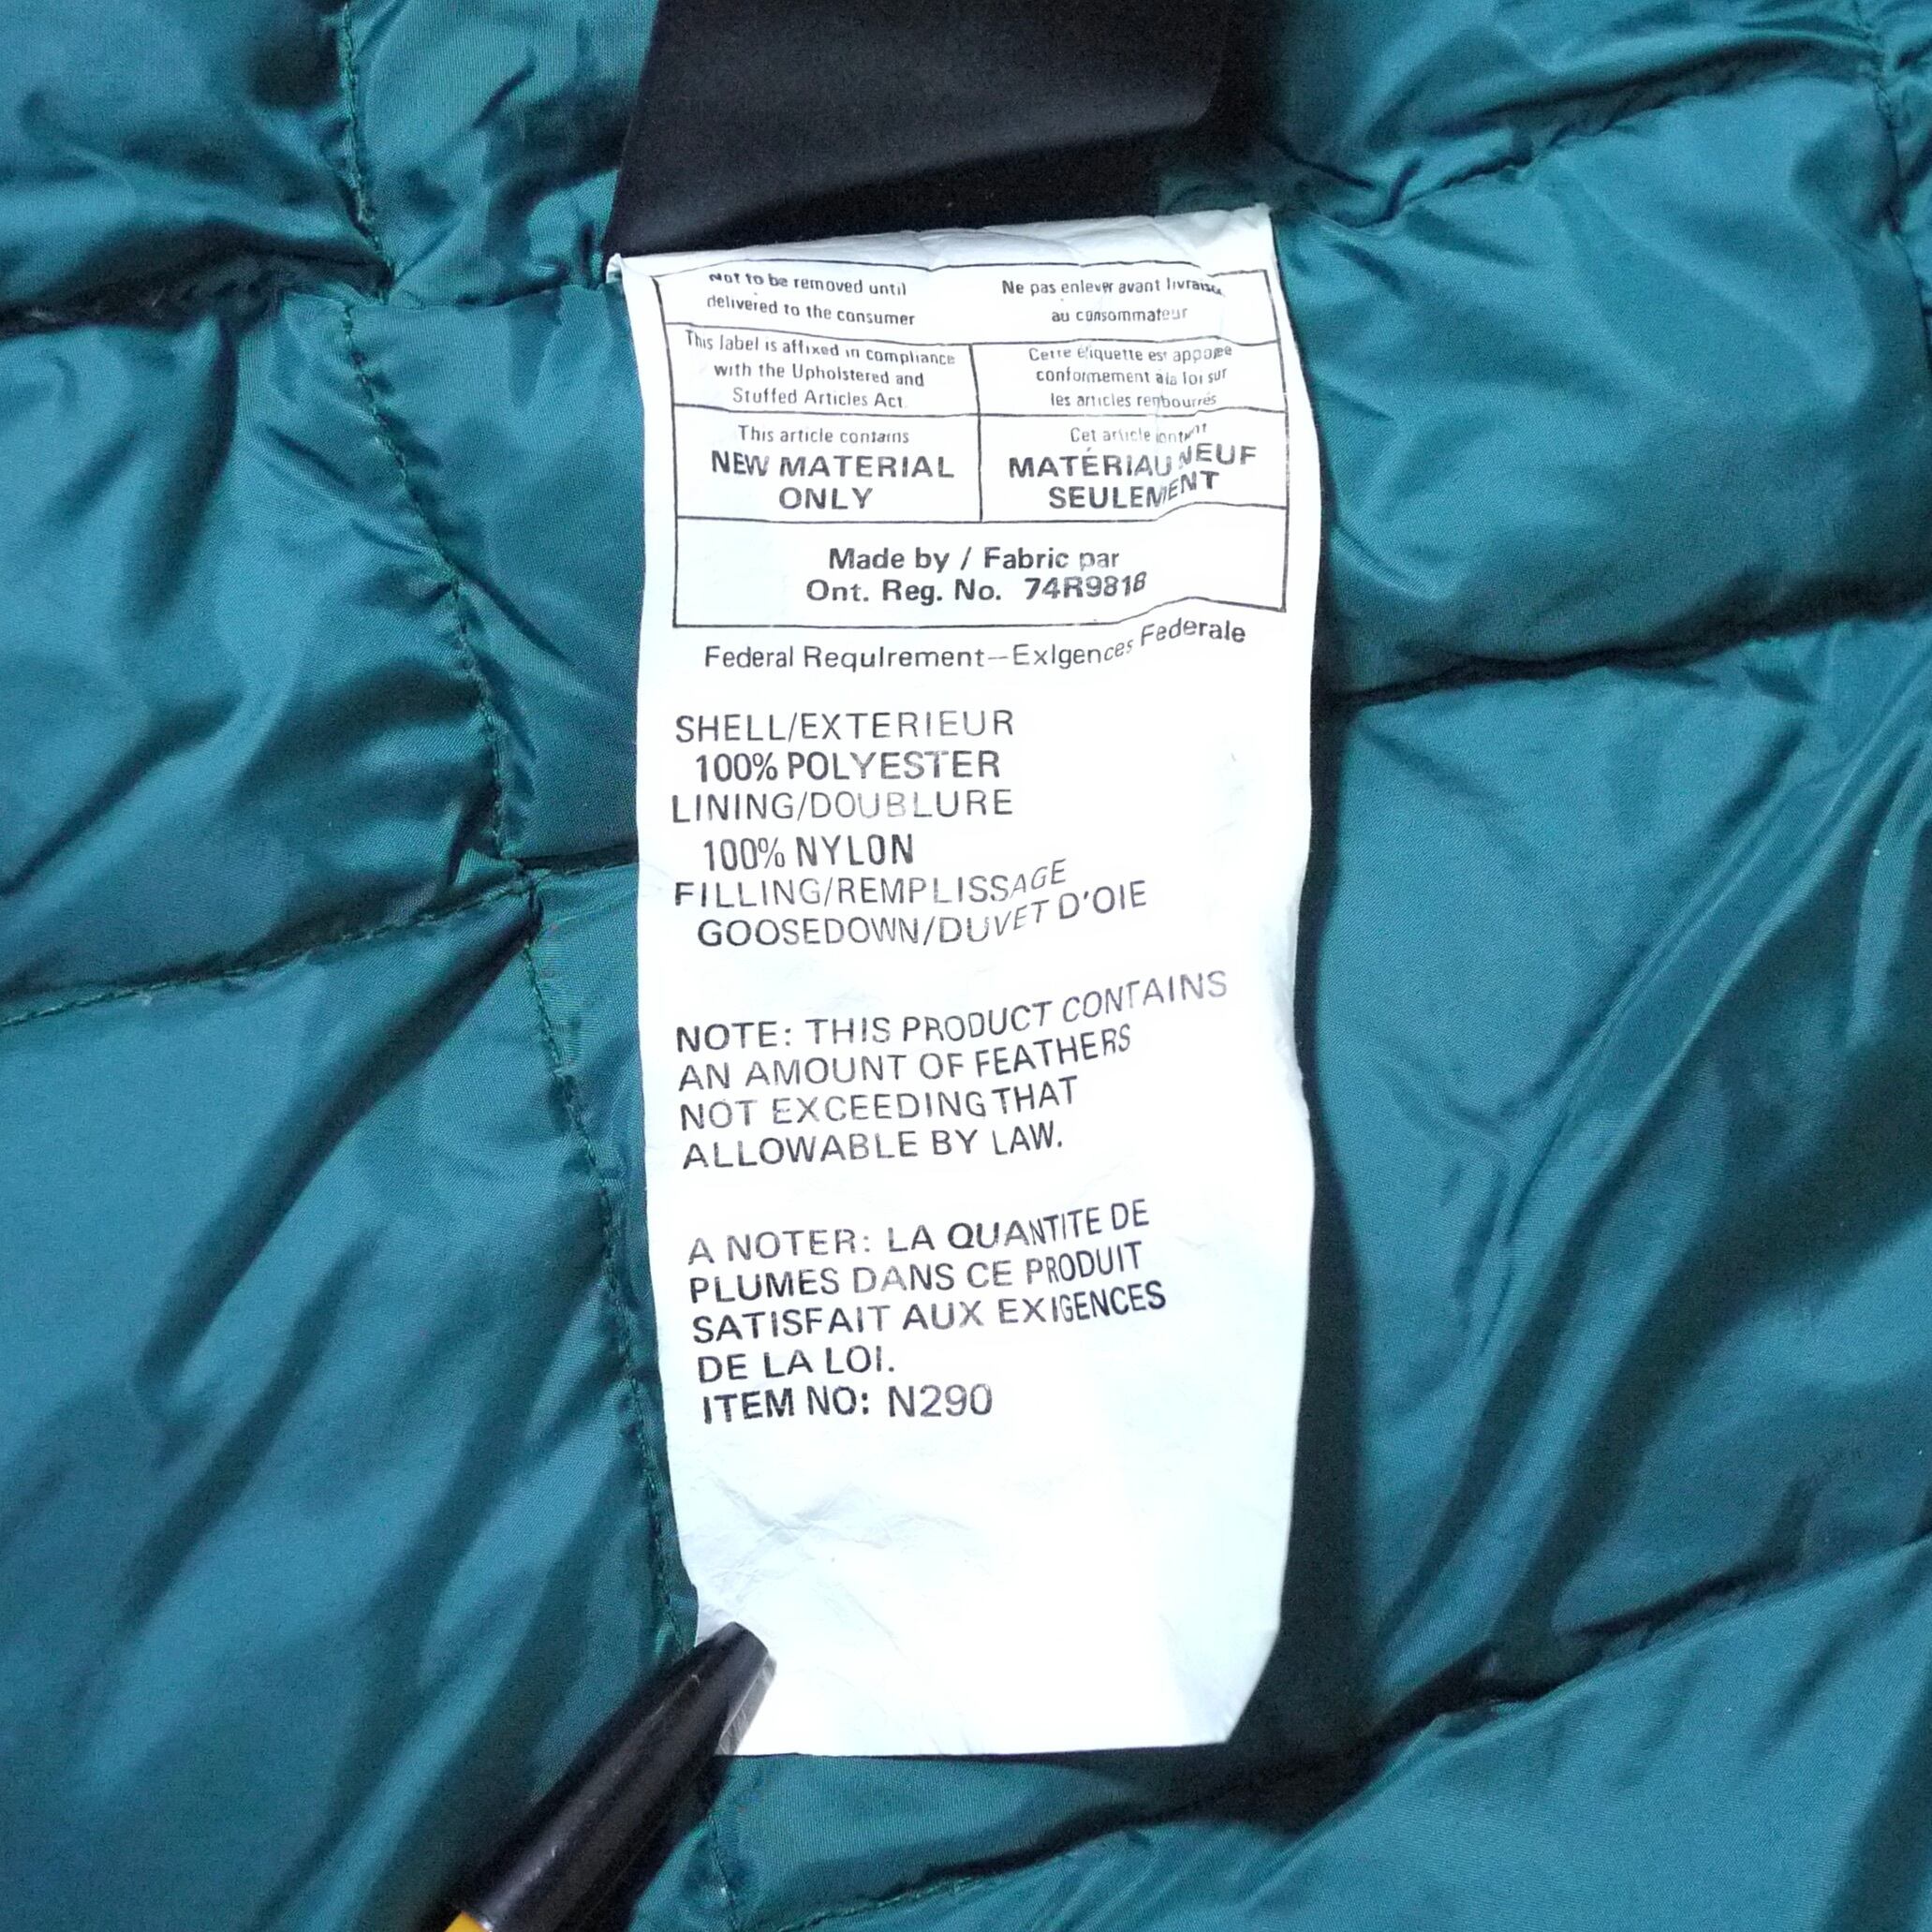 Not to be removed until
delivered to the consumer
Ne pas enlever avant livraison
au consommateur
This label is affixed in compliance
with the Upholstered and
Stuffed Articles Act
Cette étiquette est apposée
conformement a la loi sur
les articles rembourrés
This article contains
NEW MATERIAL
ONLY
Cet article contient
MATÉRIAU NEUF
SEULEMENT
Made by / Fabric par
Ont. Reg. No. 74R9818
Federal Requirement—Exigences Federale
SHELL/EXTERIEUR
100% POLYESTER
LINING/DOUBLURE
100% NYLON
FILLING/REMPLISSAGE
GOOSEDOWN/DUVET D'OIE
NOTE: THIS PRODUCT CONTAINS
AN AMOUNT OF FEATHERS
NOT EXCEEDING THAT
ALLOWABLE BY LAW.
A NOTER: LA QUANTITE DE
PLUMES DANS CE PRODUIT
SATISFAIT AUX EXIGENCES
DE LA LOI.
ITEM NO: N290